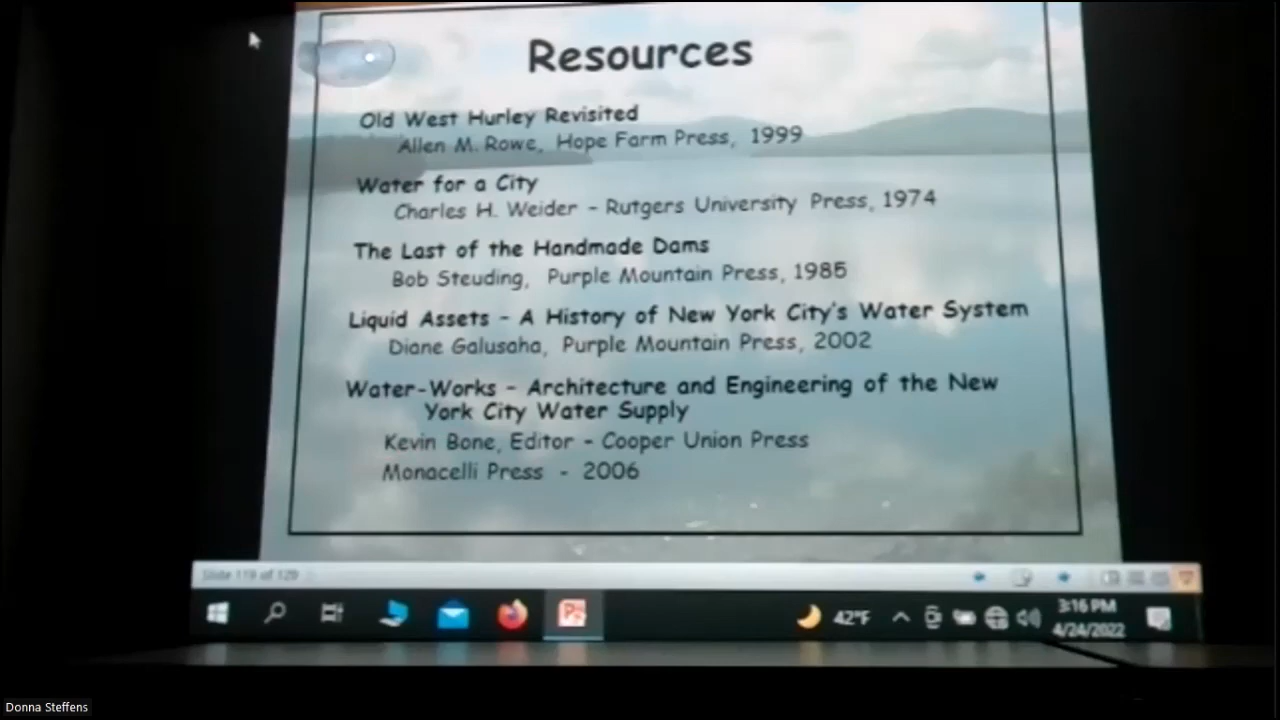 Resources
Old West Hurley Revisited
Allen M. Rowe, Hope Farm Press, 1999
Water for a City
Charles H. Weider - Rutgers University Press, 1974
The Last of the Handmade Dams
Bob Steuding, Purple Mountain Press, 1985
Liquid Assets - A History of New York City's Water System
Diane Galusaha, Purple Mountain Press, 2002
Water-Works - Architecture and Engineering of the New
York City Water Supply
Kevin Bone, Editor - Cooper Union Press
Monacelli Press - 2006
Slide 119 of 120
42°F
3:16 PM
4/24/2022
Donna Steffens